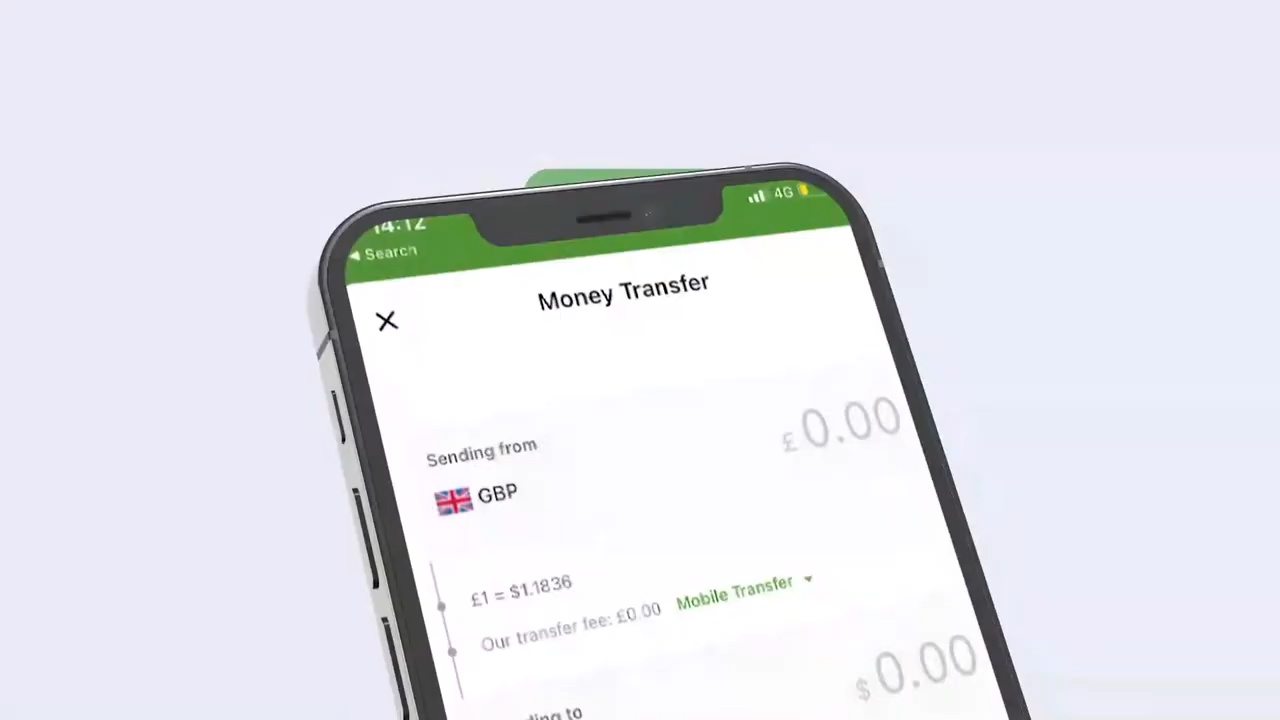 14:12
4G
Search
Money Transfer
£0.00
Sending from
GBP
£1 = $1.1836
Our transfer fee: £0.00 Mobile Transfer
$0.00
to